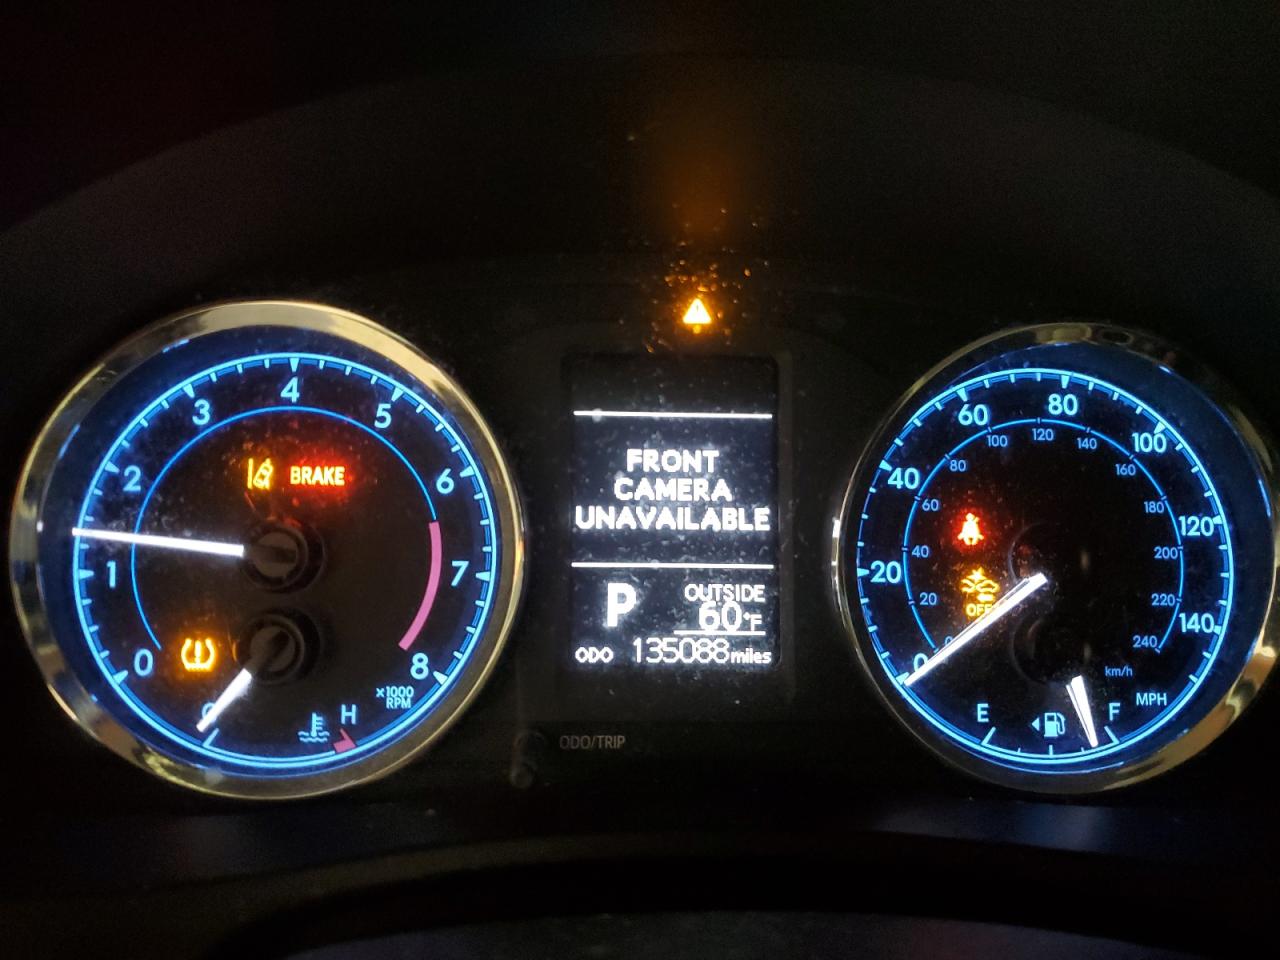 4
3
5
2
6
1
7
0
8
BRAKE
x1000
RPM
C
H
FRONT
CAMERA
UNAVAILABLE
P
OUTSIDE
60°F
ODO 135088 miles
ODO/TRIP
60
80
40
100
20
120
0
140
100
120
140
80
160
60
180
40
200
20
220
0
240
OFF
km/h
MPH
E
F